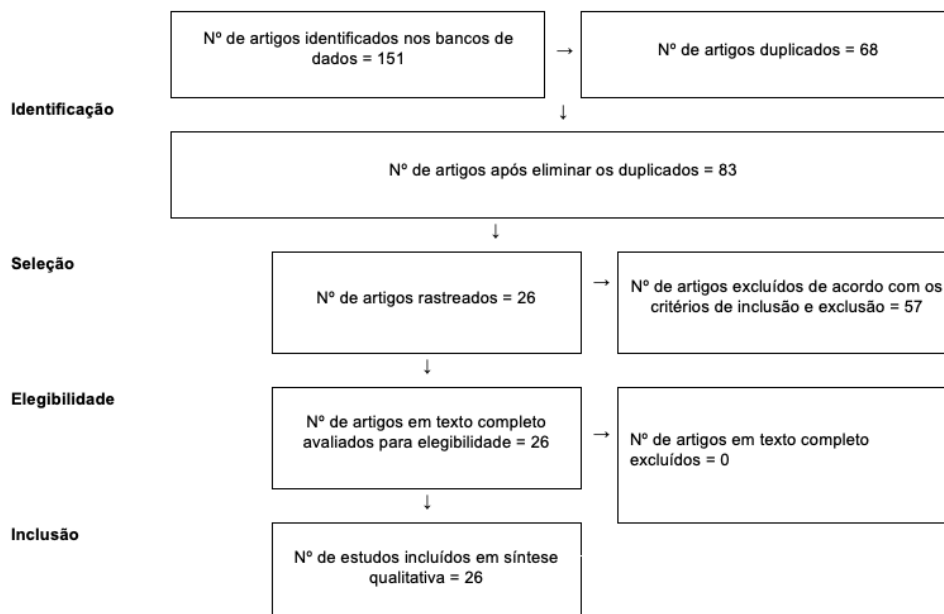 Nº de artigos identificados nos bancos de
dados = 151
→
Nº de artigos duplicados = 68
Identificação
↓
Nº de artigos após eliminar os duplicados = 83
↓
Seleção
Nº de artigos rastreados = 26
→
Nº de artigos excluídos de acordo com os
critérios de inclusão e exclusão = 57
↓
Elegibilidade
Nº de artigos em texto completo
avaliados para elegibilidade = 26
→
Nº de artigos em texto completo
excluídos = 0
↓
Inclusão
Nº de estudos incluídos em síntese
qualitativa = 26